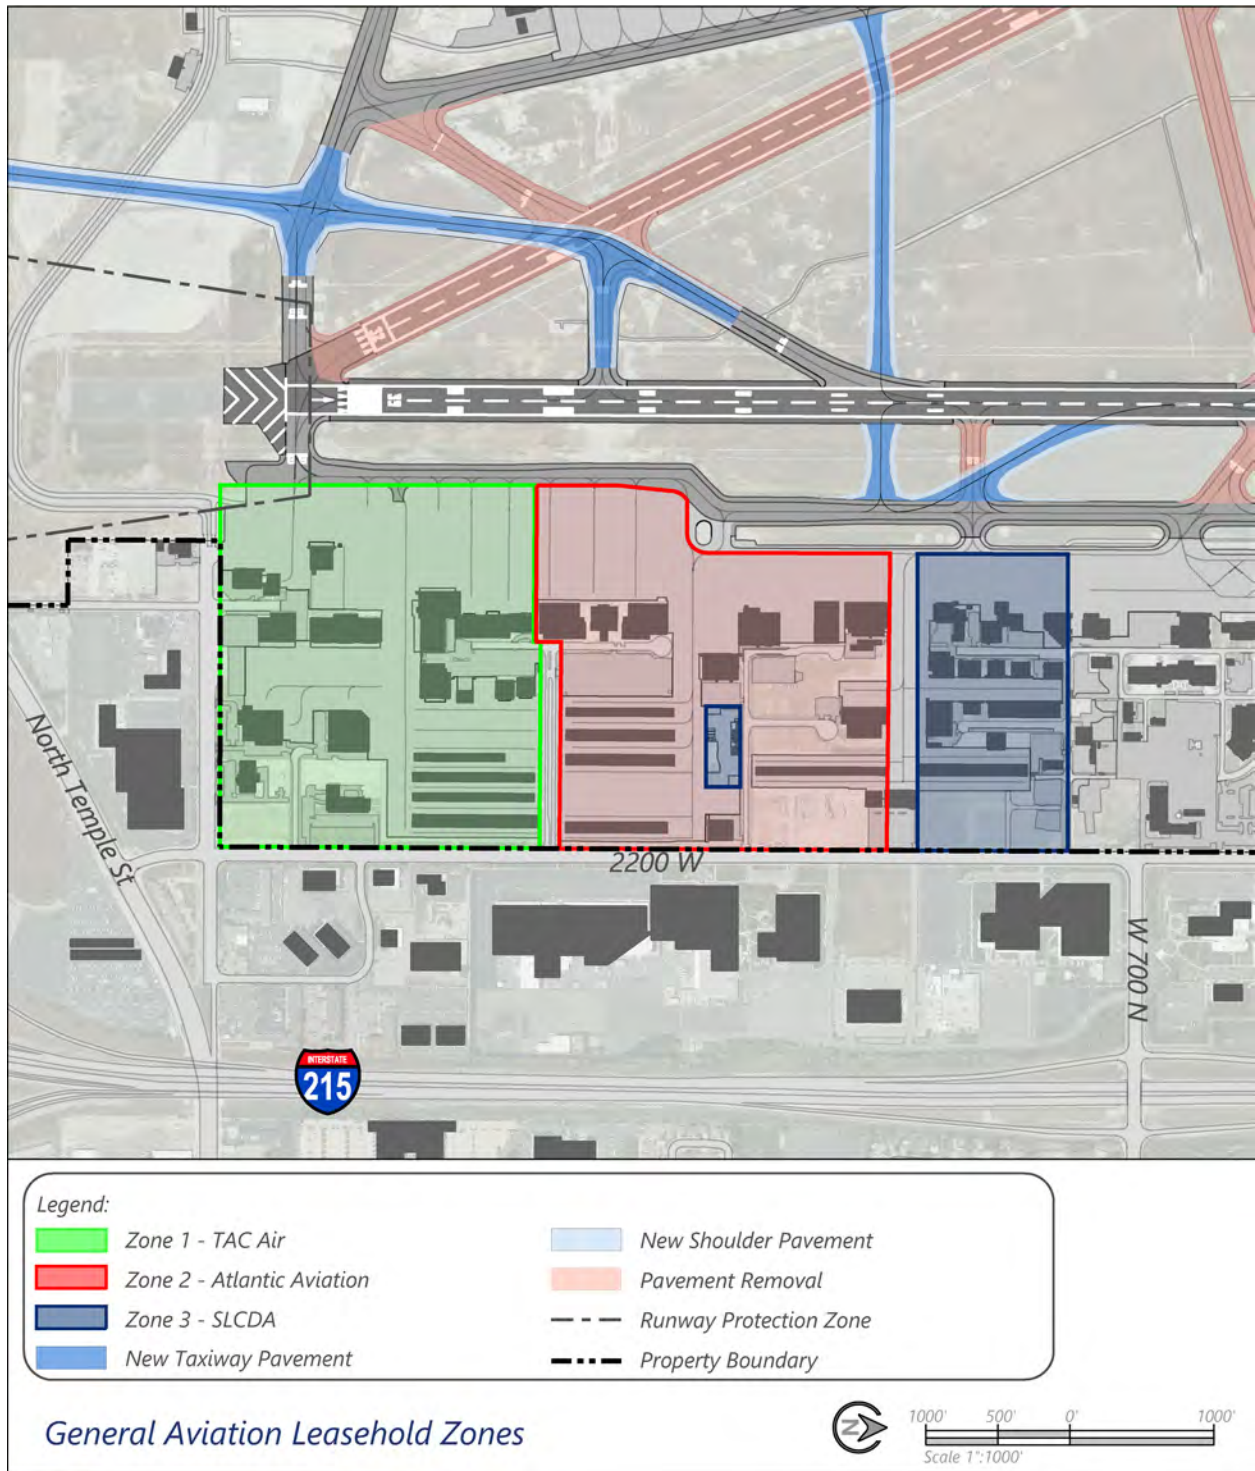 North Temple St
2200 W
W 700 N
INTERSTATE
215
Legend:
Zone 1 - TAC Air
Zone 2 - Atlantic Aviation
Zone 3 - SLCDA
New Taxiway Pavement
New Shoulder Pavement
Pavement Removal
Runway Protection Zone
Property Boundary
General Aviation Leasehold Zones
N
1000' 500' 0' 1000'
Scale 1":1000'